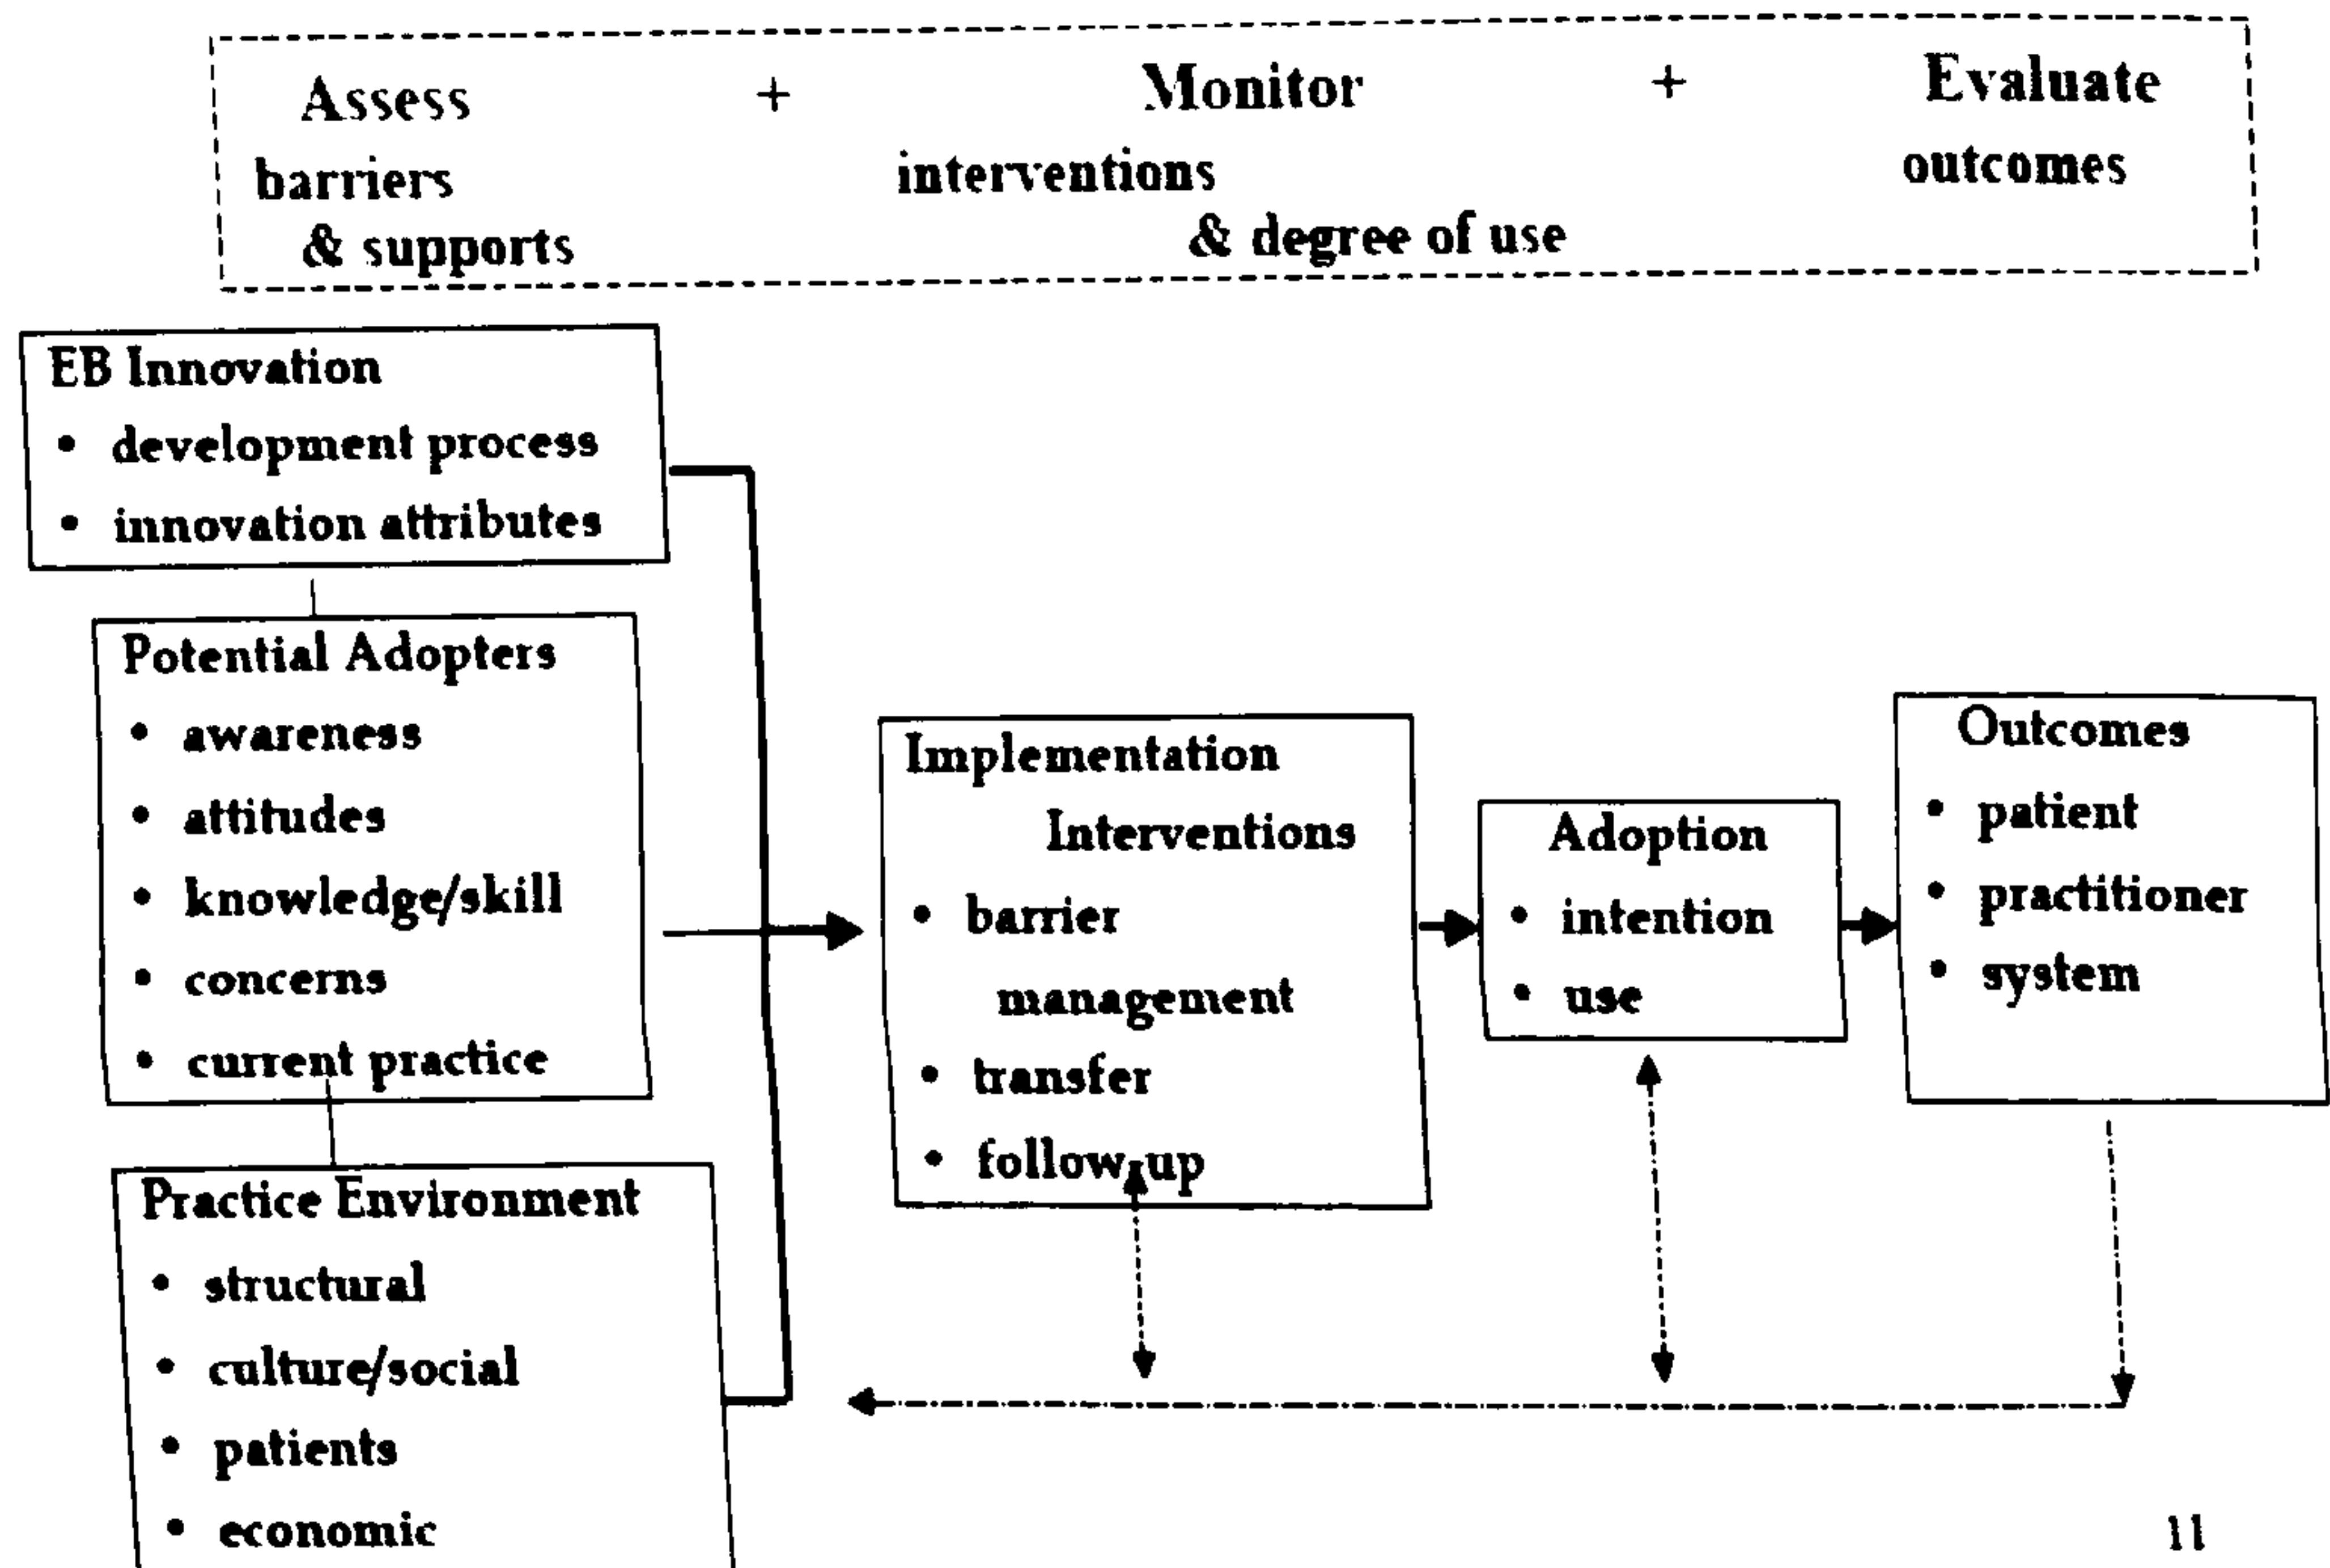 Assess + Monitor + Evaluate
barriers interventions outcomes
& supports & degree of use
EB Innovation
• development process
• innovation attributes
Potential Adopters
• awareness
• attitudes
• knowledge/skill
• concerns
• current practice
Practice Environment
• structural
• culture/social
• patients
• economic
Implementation
Interventions
• barrier
management
• transfer
• follow-up
Adoption
• intention
• use
Outcomes
• patient
• practitioner
• system
11